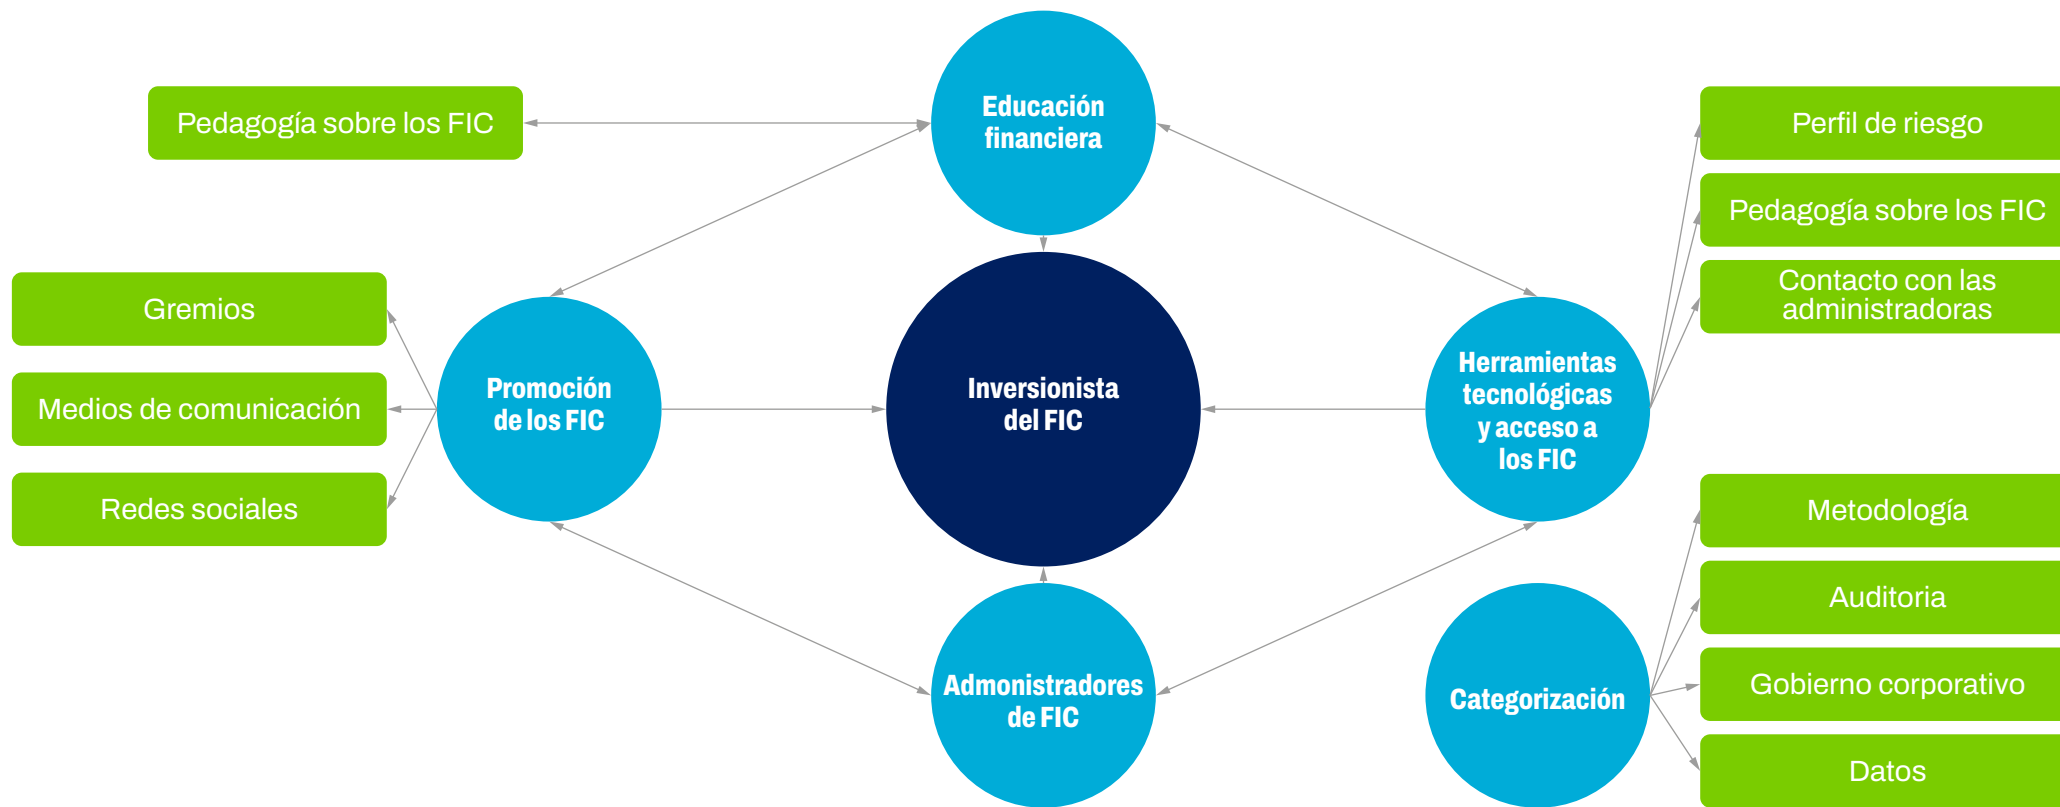 Educación
financiera
Pedagogía sobre los FIC
Perfil de riesgo
Pedagogía sobre los FIC
Contacto con las
administradoras
Gremios
Medios de comunicación
Redes sociales
Promoción
de los FIC
Inversionista
del FIC
Herramientas
tecnológicas
y acceso a
los FIC
Admonistradores
de FIC
Categorización
Metodología
Auditoria
Gobierno corporativo
Datos